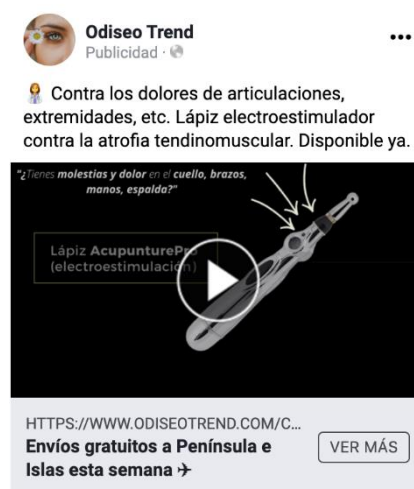 Odiseo Trend
Publicidad ·
Contra los dolores de articulaciones,
extremidades, etc. Lápiz electroestimulador
contra la atrofia tendinomuscular. Disponible ya.
"¿Tienes molestias y dolor en el cuello, brazos,
manos, espalda?"
Lápiz AcupunturePro
(electroestimulación)
HTTPS://WWW.ODISEOTREND.COM/C...
Envíos gratuitos a Península e
Islas esta semana ✈
VER MÁS